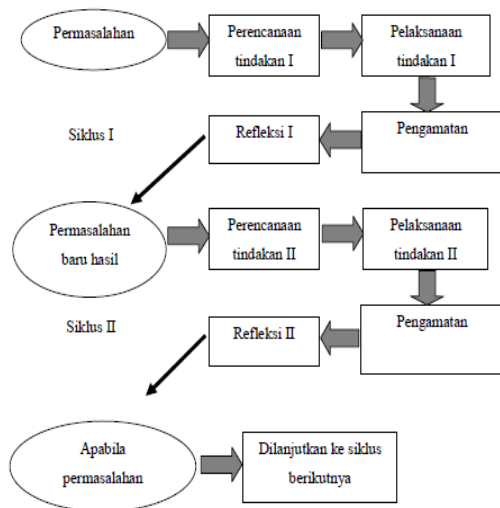 Permasalahan
Perencanaan
tindakan I
Pelaksanaan
tindakan I
Siklus I
Refleksi I
Pengamatan
Permasalahan
baru hasil
Perencanaan
tindakan II
Pelaksanaan
tindakan II
Siklus II
Refleksi II
Pengamatan
Apabila
permasalahan
Dilanjutkan ke siklus
berikutnya